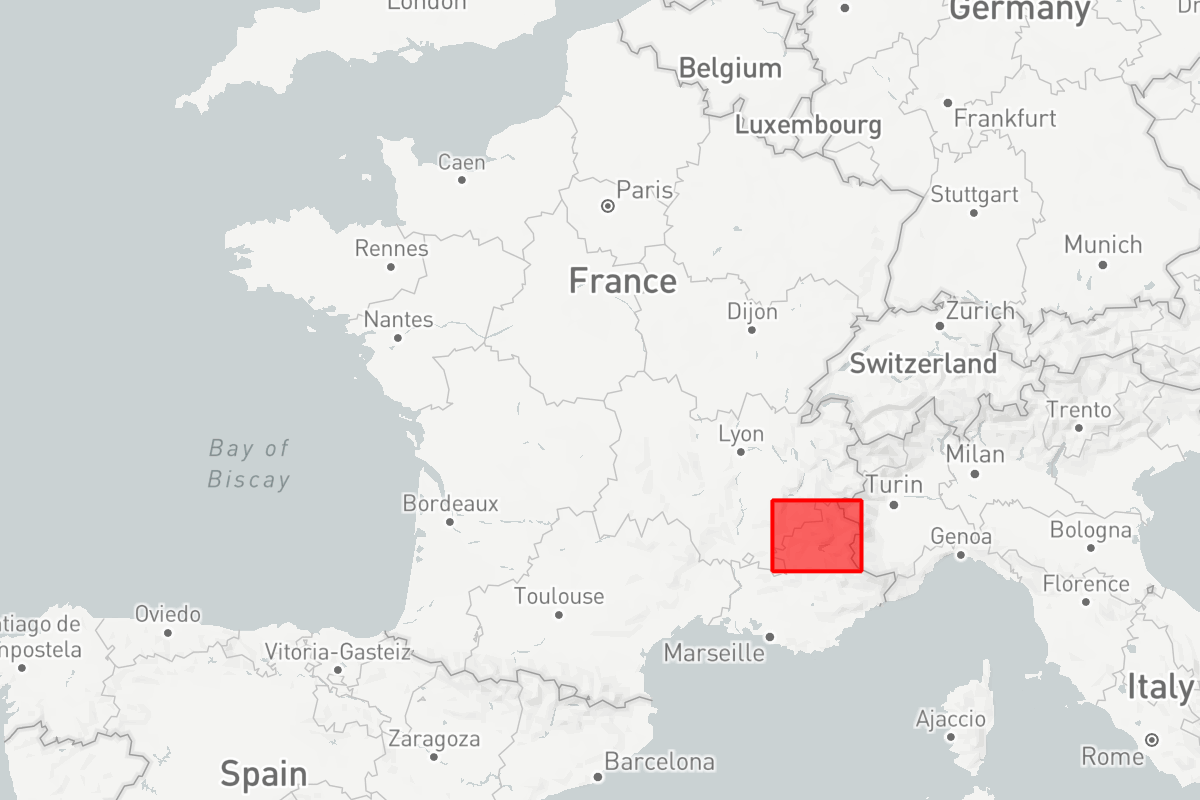 London
Germany
Dr
Belgium
Luxembourg
Frankfurt
Caen
Paris
Stuttgart
Rennes
Munich
France
Nantes
Dijon
Zurich
Switzerland
Trento
Lyon
Bay of
Biscay
Milan
Turin
Bordeaux
Genoa
Bologna
Toulouse
Florence
Oviedo
tiago de
mpostela
Vitoria-Gasteiz
Marseille
Italy
Ajaccio
Zaragoza
Rome
Barcelona
Spain